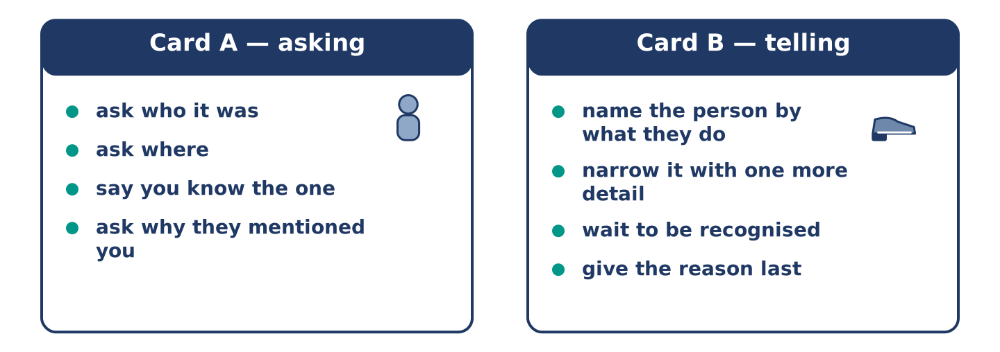 Card A — asking
ask who it was
ask where
say you know the one
ask why they mentioned
you
Card B — telling
name the person by
what they do
narrow it with one more
detail
wait to be recognised
give the reason last